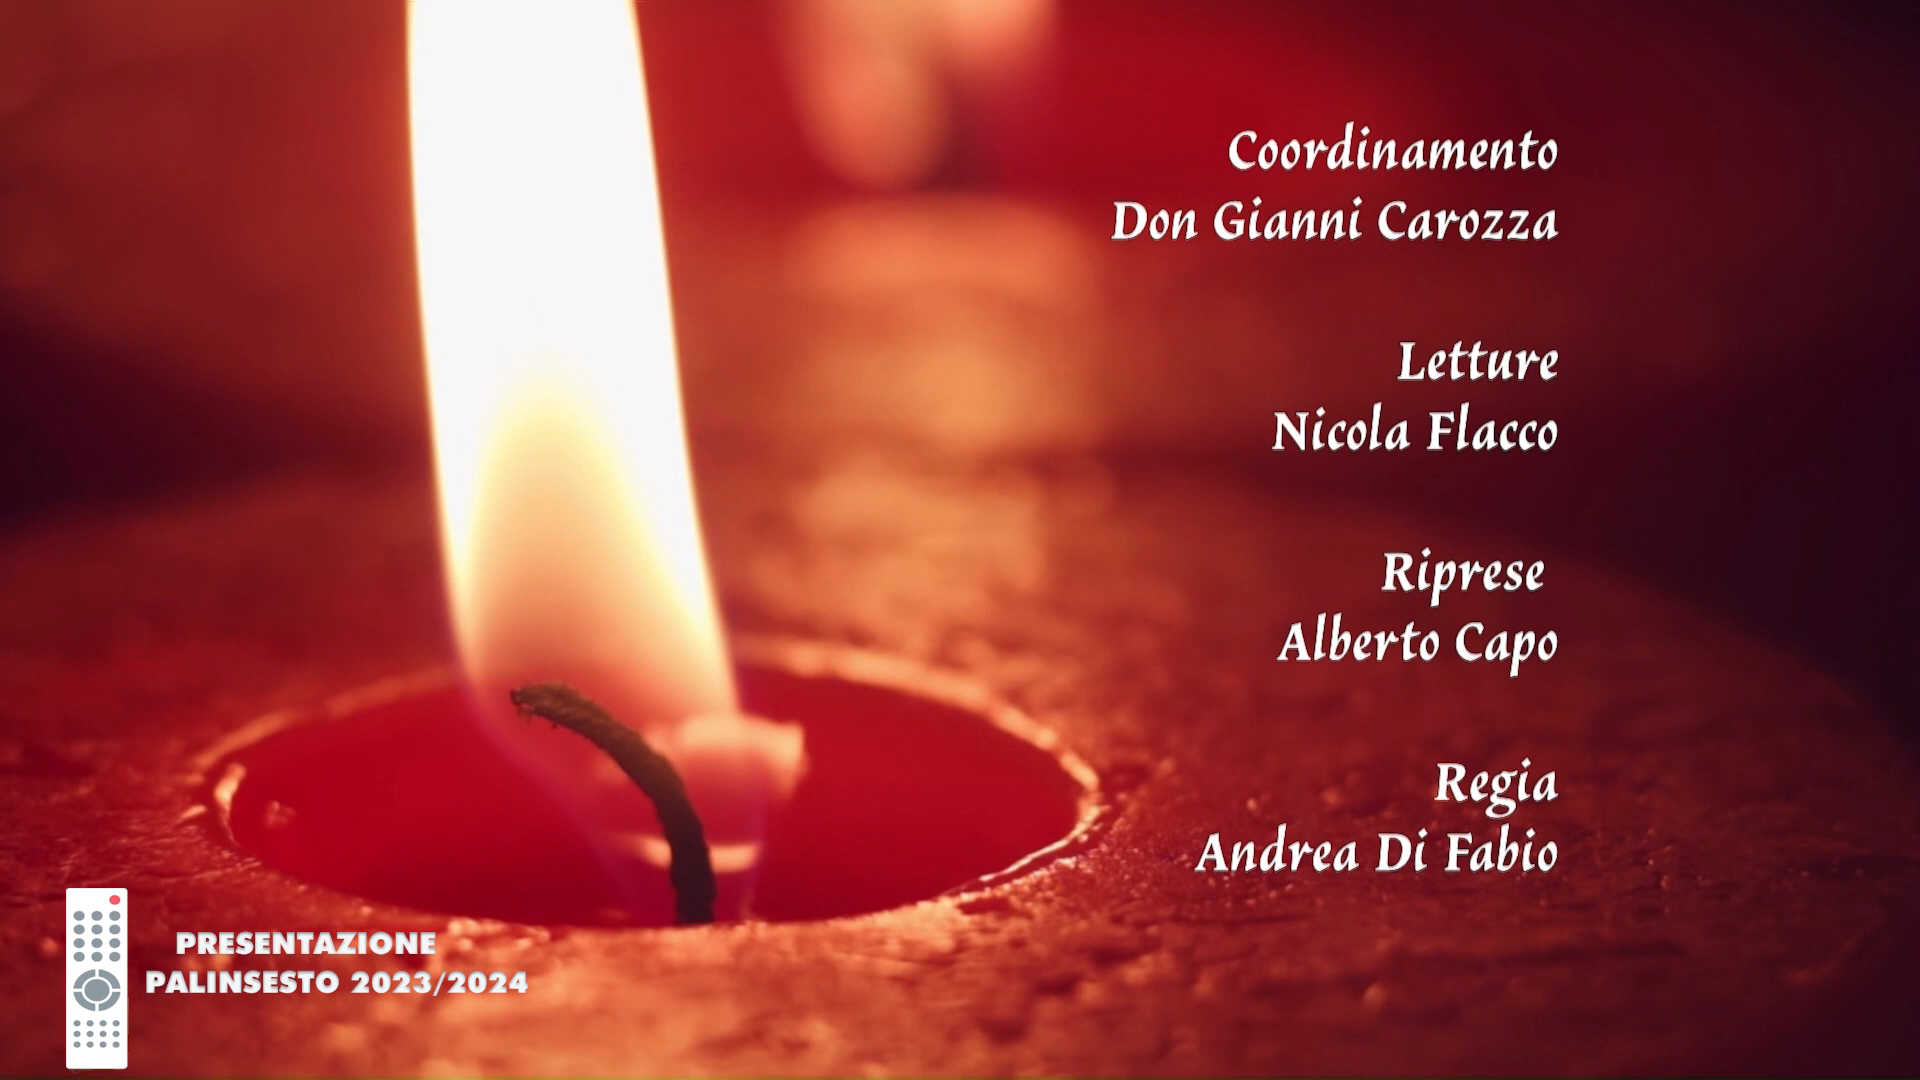 Coordinamento
Don Gianni Carozza
Letture
Nicola Flacco
Riprese
Alberto Capo
Regia
Andrea Di Fabio
PRESENTAZIONE
PALINSESTO 2023/2024